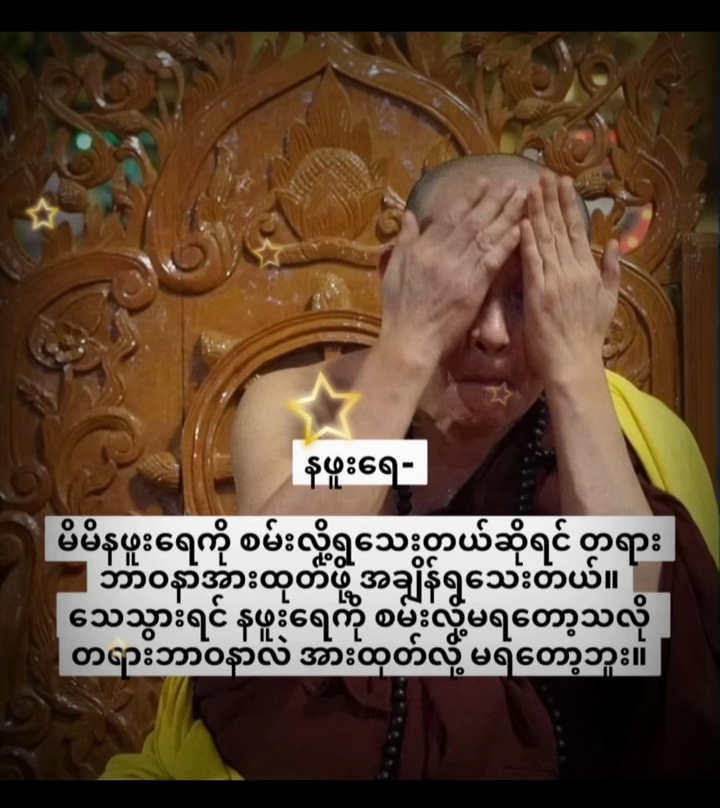 နဖူးရေ-
မိမိနဖူးရေကို စမ်းလို့ရသေးတယ်ဆိုရင် တရား
ဘာဝနာအားထုတ်ဖို့ အချိန်ရသေးတယ်။
သေသွားရင် နဖူးရေကို စမ်းလို့မရတော့သလို
တရားဘာဝနာလဲ အားထုတ်လို့ မရတော့ဘူး။